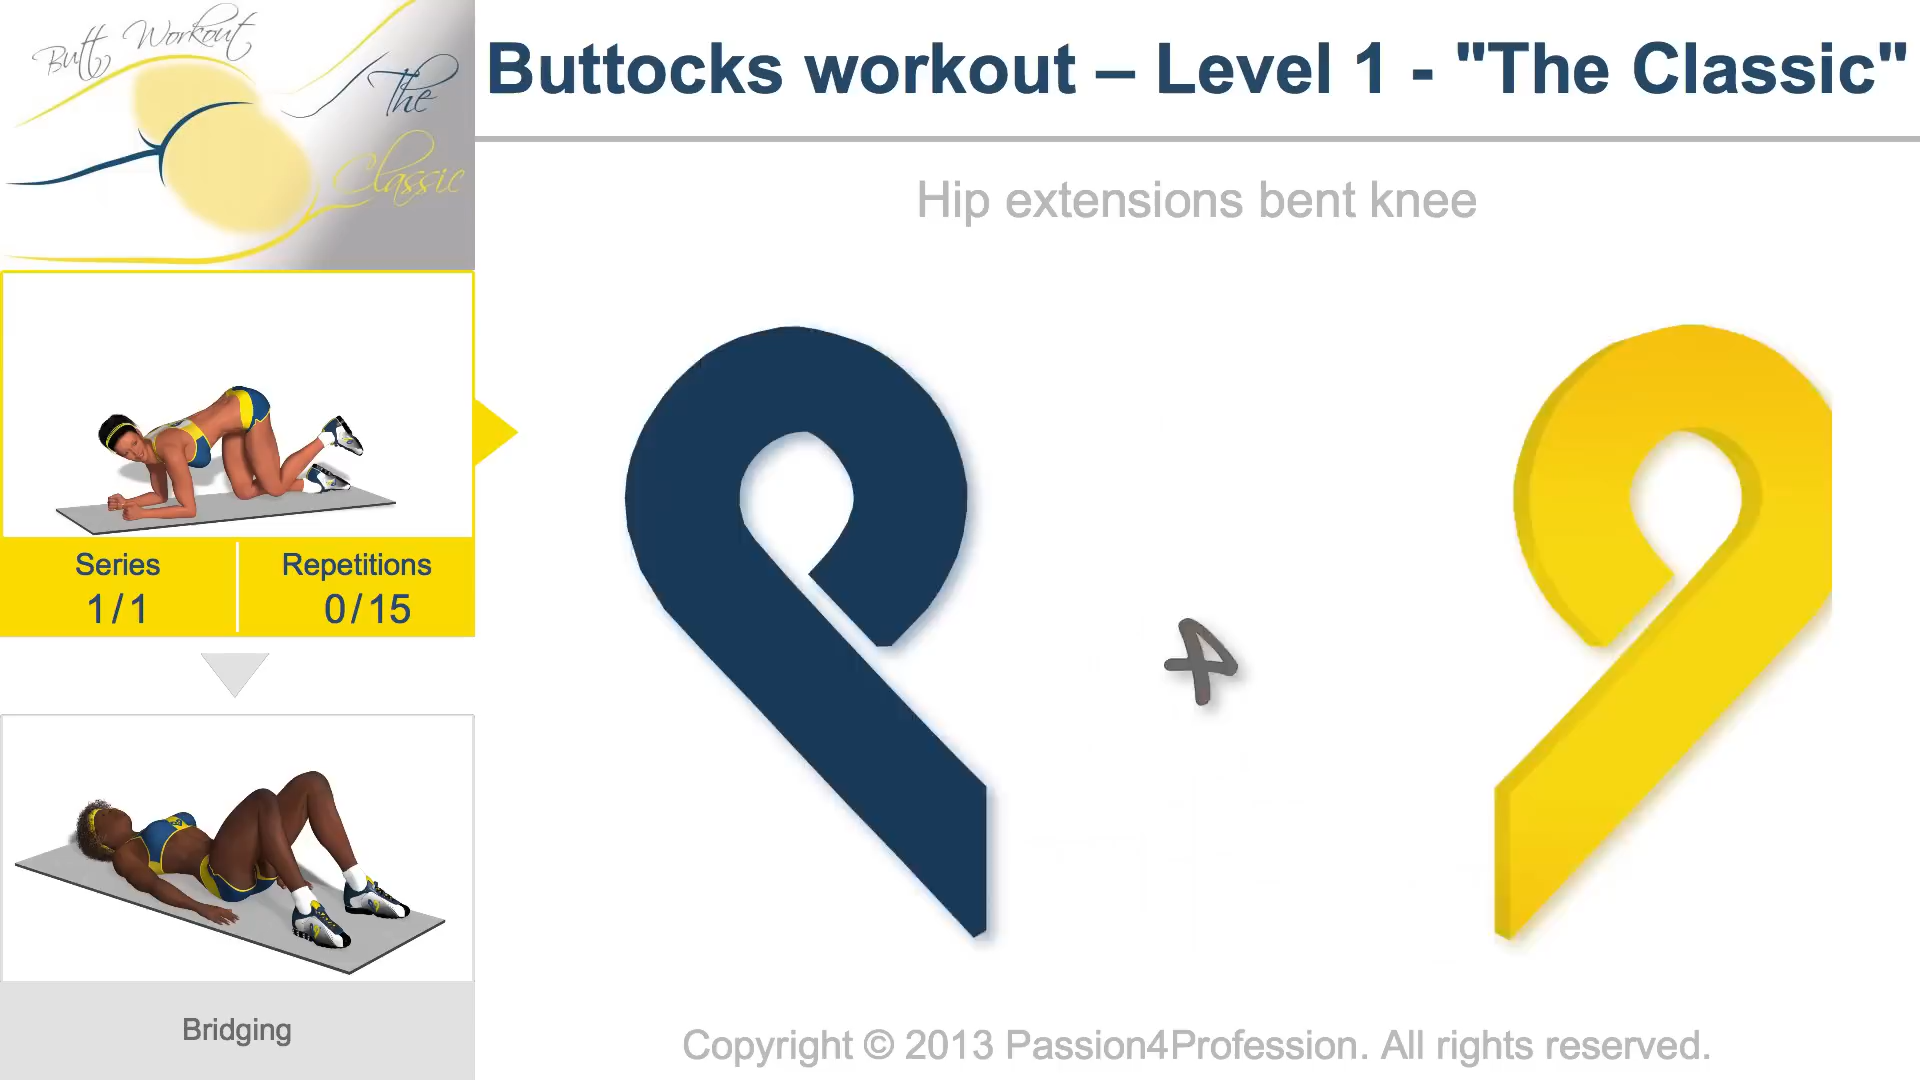 Butt Workout
The
Classic
Buttocks workout – Level 1 - "The Classic"
Hip extensions bent knee
Series
1/1
Repetitions
0/15
4
Bridging
Copyright © 2013 Passion4Profession. All rights reserved.